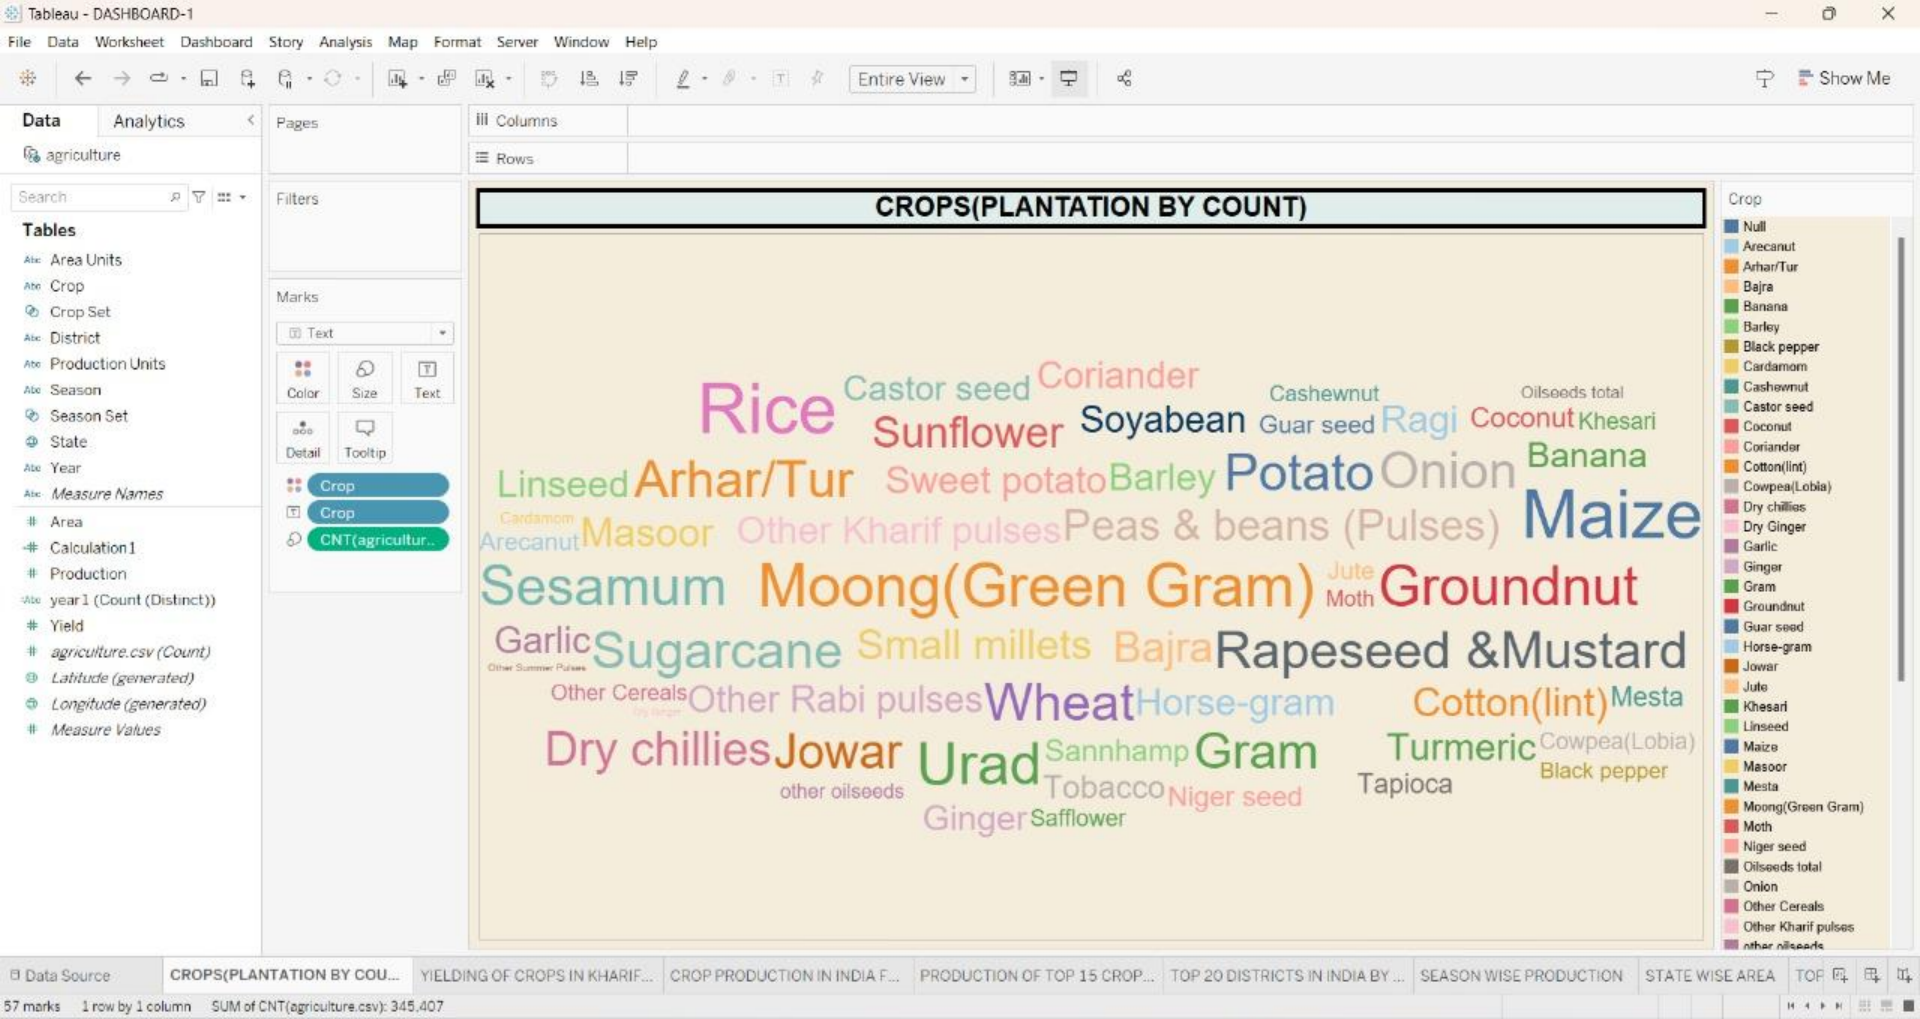 Tableau - DASHBOARD-1
File Data Worksheet Dashboard Story Analysis Map Format Server Window Help
Entire View
Show Me
Data Analytics
agriculture
Search
Tables
Area Units
Crop
Crop Set
District
Production Units
Season
Season Set
State
Year
Measure Names
Area
Calculation1
Production
year1 (Count (Distinct))
Yield
agriculture.csv (Count)
Latitude (generated)
Longitude (generated)
Measure Values
Pages
Filters
Marks
Text
Color Size Text
Detail Tooltip
Crop
Crop
CNT(agricultur..
Columns
Rows
CROPS(PLANTATION BY COUNT)
Rice Castor seed Coriander Cashewnut Oilseeds total
Sunflower Soyabean Guar seed Ragi Coconut Khesari
Linseed Arhar/Tur Sweet potato Barley Potato Onion Banana
Cardamom
Arecanut Masoor Other Kharif pulses Peas & beans (Pulses) Maize
Sesamum Moong(Green Gram) Jute Moth Groundnut
Garlic Sugarcane Small millets Bajra Rapeseed &Mustard
Other Summer Pulses
Other Cereals Other Rabi pulses Wheat Horse-gram Cotton(lint) Mesta
Dry Ginger
Dry chillies Jowar Urad Sannhamp Gram Turmeric Cowpea(Lobia)
other oilseeds Tobacco Niger seed Tapioca Black pepper
Ginger Safflower
Crop
Null
Arecanut
Arhar/Tur
Bajra
Banana
Barley
Black pepper
Cardamom
Cashewnut
Castor seed
Coconut
Coriander
Cotton(lint)
Cowpea(Lobia)
Dry chillies
Dry Ginger
Garlic
Ginger
Gram
Groundnut
Guar seed
Horse-gram
Jowar
Jute
Khesari
Linseed
Maize
Masoor
Mesta
Moong(Green Gram)
Moth
Niger seed
Oilseeds total
Onion
Other Cereals
Other Kharif pulses
other oilseeds
Data Source CROPS(PLANTATION BY COU... YIELDING OF CROPS IN KHARIF... CROP PRODUCTION IN INDIA F... PRODUCTION OF TOP 15 CROP... TOP 20 DISTRICTS IN INDIA BY ... SEASON WISE PRODUCTION STATE WISE AREA TOF
57 marks 1 row by 1 column SUM of CNT(agriculture.csv): 345,407